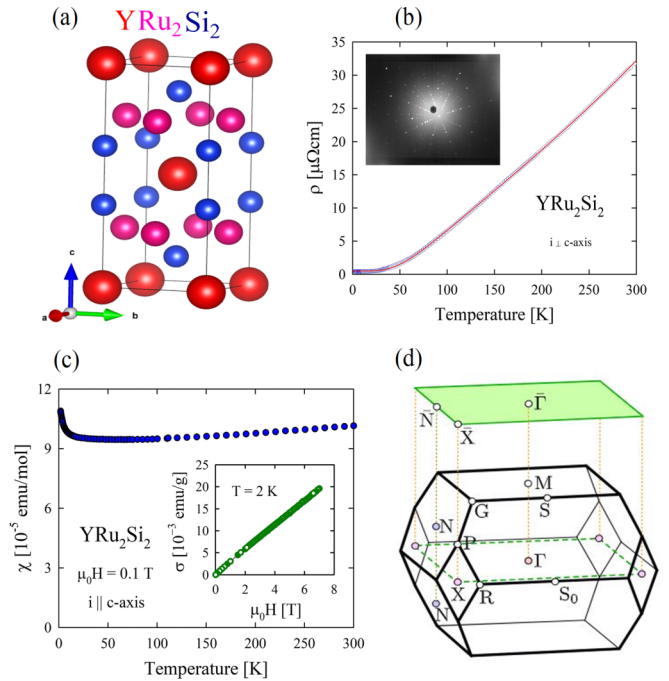 (a)
YRu₂Si₂
c
a
b
(b)
ρ [μΩcm]
35
30
25
20
15
10
5
0
YRu₂Si₂
i ⊥ c-axis
0 50 100 150 200 250 300
Temperature [K]
(c)
χ [10⁻⁵ emu/mol]
12
9
6
3
0
YRu₂Si₂
μ₀H = 0.1 T
i || c-axis
σ [10⁻³ emu/g]
25
20
15
10
5
0
T = 2 K
0 2 4 6 8
μ₀H [T]
0 50 100 150 200 250 300
Temperature [K]
(d)
Γ̄
N̄
X̄
M
G
S
N
P
Γ
X
R
S₀
N